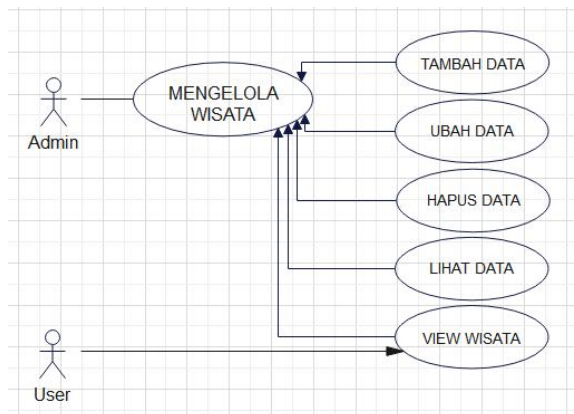 TAMBAH DATA
MENGELOLA
WISATA
Admin
UBAH DATA
HAPUS DATA
LIHAT DATA
VIEW WISATA
User